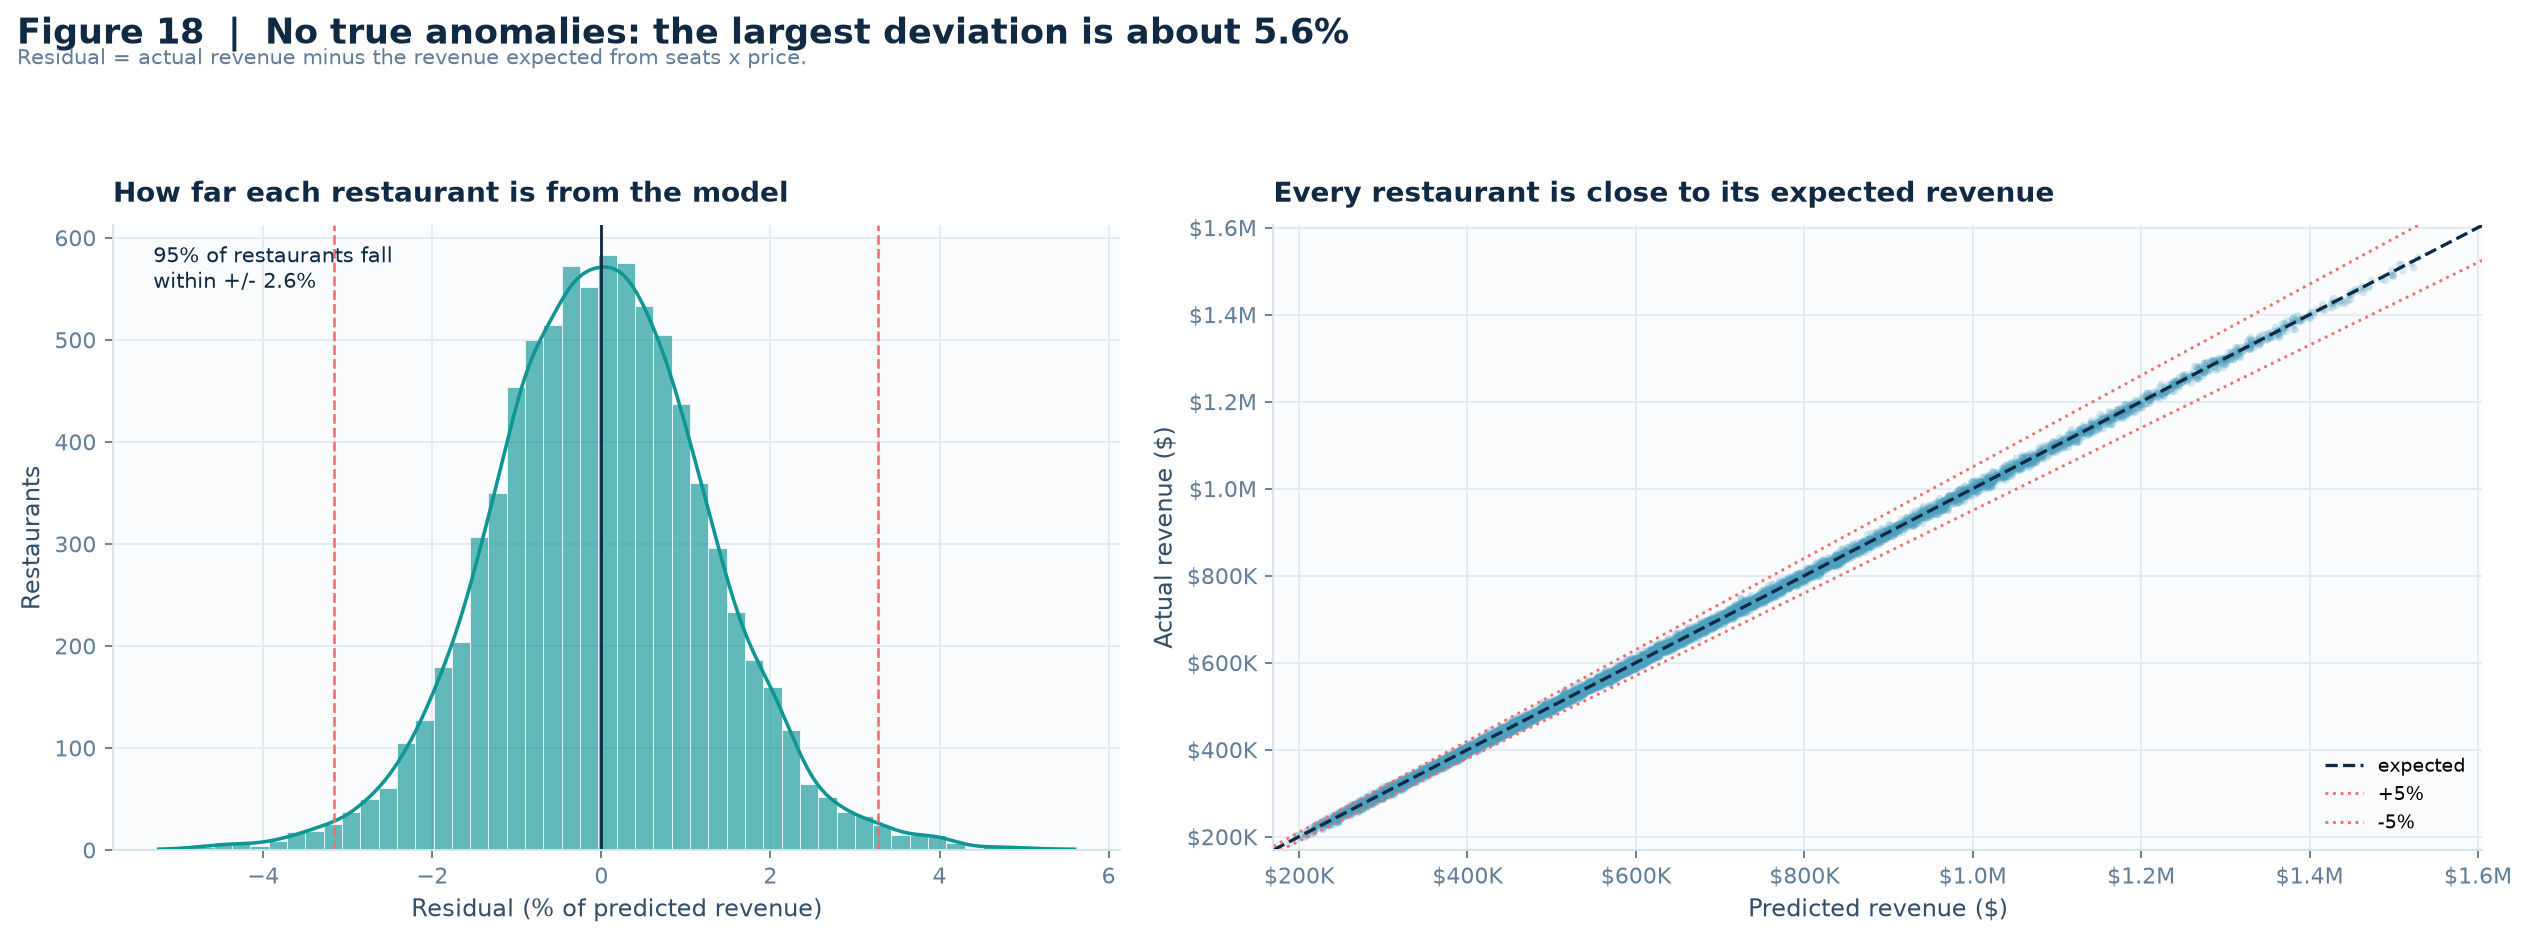 Figure 18 | No true anomalies: the largest deviation is about 5.6%
Residual = actual revenue minus the revenue expected from seats x price.
How far each restaurant is from the model
95% of restaurants fall
within +/- 2.6%
600
500
400
300
200
100
0
Restaurants
−4
−2
0
2
4
6
Residual (% of predicted revenue)
Every restaurant is close to its expected revenue
$1.6M
$1.4M
$1.2M
$1.0M
$800K
$600K
$400K
$200K
Actual revenue ($)
expected
+5%
-5%
$200K
$400K
$600K
$800K
$1.0M
$1.2M
$1.4M
$1.6M
Predicted revenue ($)